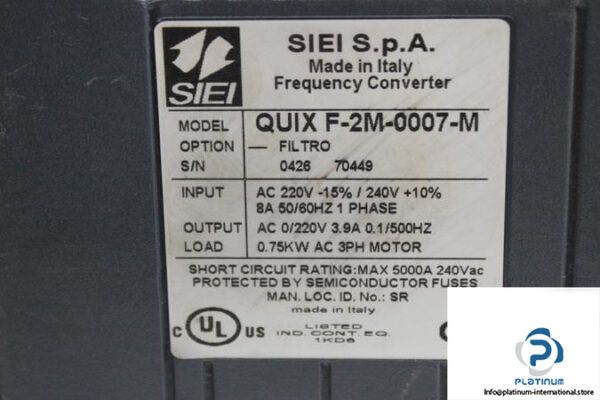 SIEI
SIEI S.p.A.
Made in Italy
Frequency Converter
MODEL QUIX F-2M-0007-M
OPTION — FILTRO
S/N 0426 70449
INPUT AC 220V -15% / 240V +10%
8A 50/60HZ 1 PHASE
OUTPUT AC 0/220V 3.9A 0.1/500HZ
LOAD 0.75KW AC 3PH MOTOR
SHORT CIRCUIT RATING:MAX 5000A 240Vac
PROTECTED BY SEMICONDUCTOR FUSES
MAN. LOC. ID. No.: SR
made in Italy
C UL US
LISTED
IND. CONT. EQ.
1KD6
PLATINUM
Info@platinum-international.store